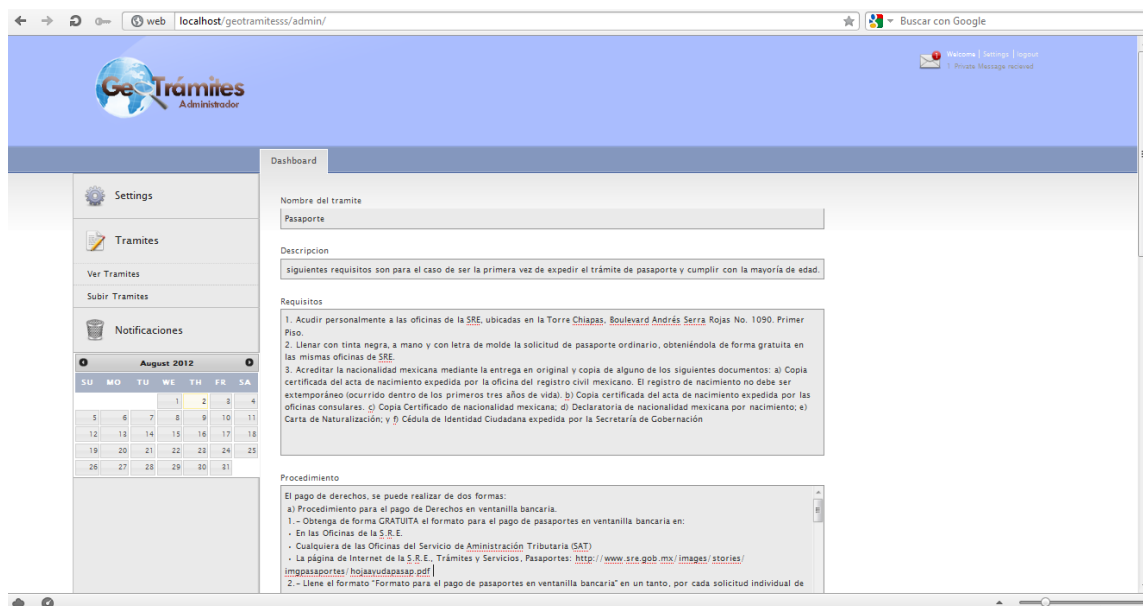 web localhost/geotramitesss/admin/
Buscar con Google
GeoTrámites
Administrador
Welcome | Settings | logout
1 Private Message recieved
Dashboard
Settings
Tramites
Ver Tramites
Subir Tramites
Notificaciones
August 2012
SU MO TU WE TH FR SA
1 2 3 4
5 6 7 8 9 10 11
12 13 14 15 16 17 18
19 20 21 22 23 24 25
26 27 28 29 30 31
Nombre del tramite
Pasaporte
Descripcion
siguientes requisitos son para el caso de ser la primera vez de expedir el trámite de pasaporte y cumplir con la mayoría de edad.
Requisitos
1. Acudir personalmente a las oficinas de la SRE, ubicadas en la Torre Chiapas, Boulevard Andrés Serra Rojas No. 1090. Primer
Piso.
2. Llenar con tinta negra, a mano y con letra de molde la solicitud de pasaporte ordinario, obteniéndola de forma gratuita en
las mismas oficinas de SRE.
3. Acreditar la nacionalidad mexicana mediante la entrega en original y copia de alguno de los siguientes documentos: a) Copia
certificada del acta de nacimiento expedida por la oficina del registro civil mexicano. El registro de nacimiento no debe ser
extemporáneo (ocurrido dentro de los primeros tres años de vida). b) Copia certificada del acta de nacimiento expedida por las
oficinas consulares. c) Copia Certificado de nacionalidad mexicana; d) Declaratoria de nacionalidad mexicana por nacimiento; e)
Carta de Naturalización; y f) Cédula de Identidad Ciudadana expedida por la Secretaría de Gobernación
Procedimiento
El pago de derechos, se puede realizar de dos formas:
a) Procedimiento para el pago de Derechos en ventanilla bancaria.
1.- Obtenga de forma GRATUITA el formato para el pago de pasaportes en ventanilla bancaria en:
· En las Oficinas de la S.R.E.
· Cualquiera de las Oficinas del Servicio de Aministración Tributaria (SAT)
· La página de Internet de la S.R.E., Trámites y Servicios, Pasaportes: http://www.sre.gob.mx/images/stories/
imgpasaportes/hojaayudapasap.pdf
2.- Llene el formato "Formato para el pago de pasaportes en ventanilla bancaria" en un tanto, por cada solicitud individual de